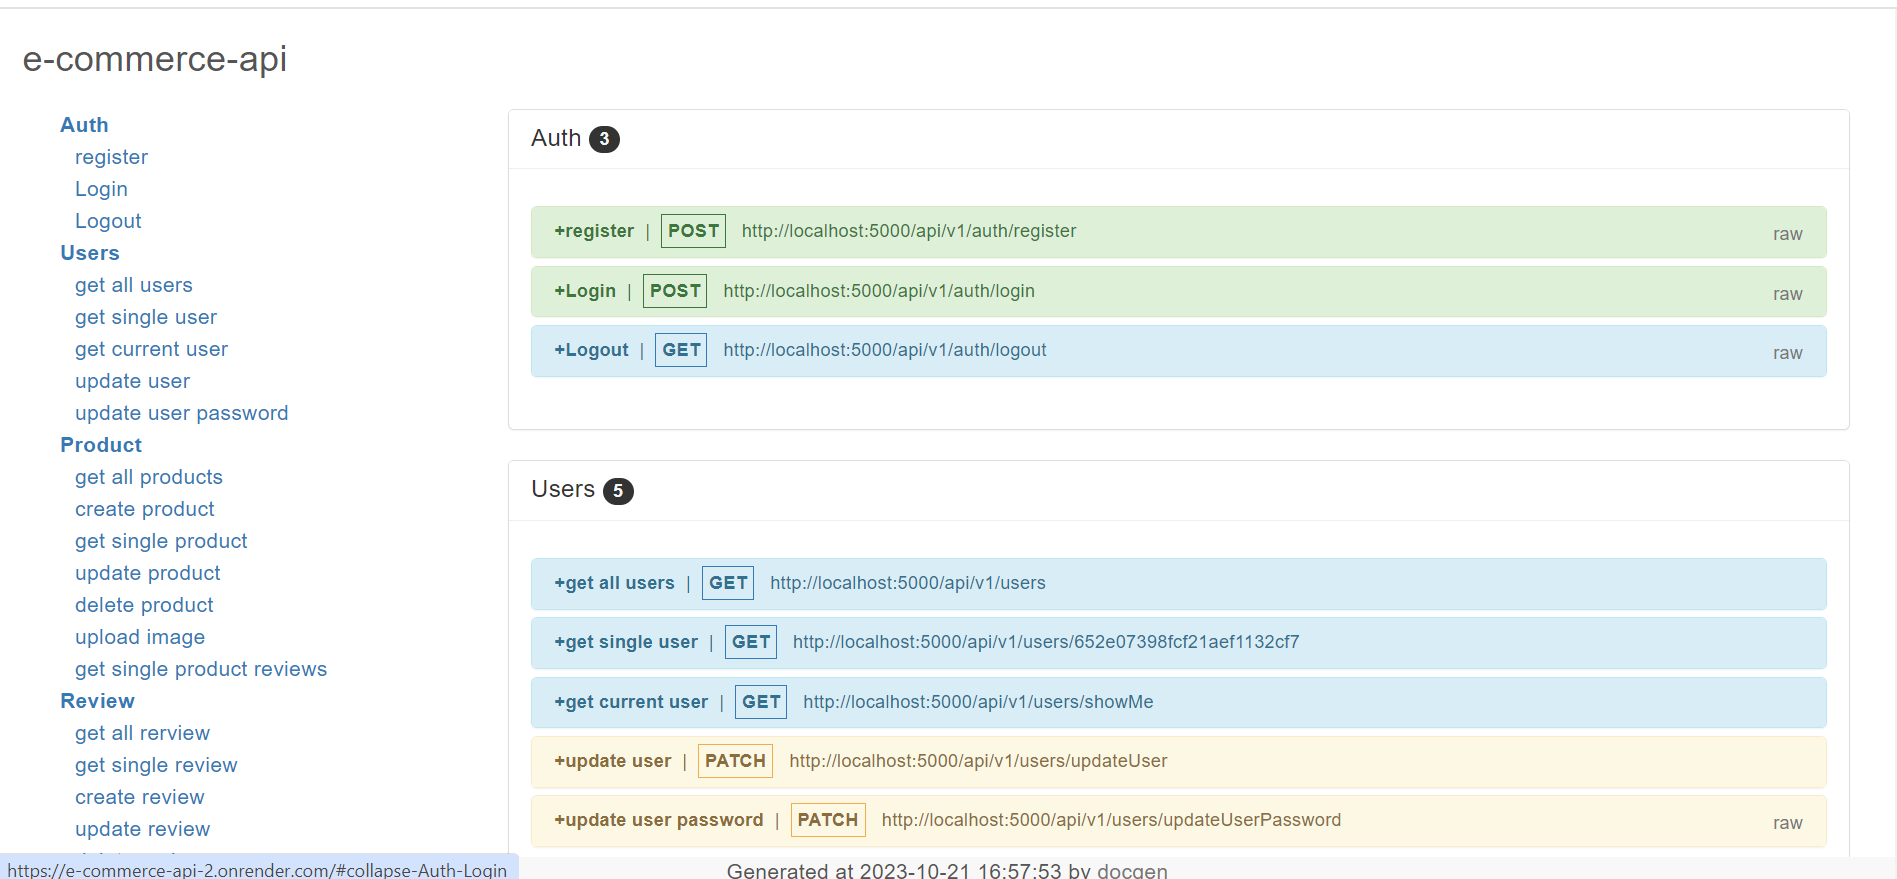 e-commerce-api
Auth
register
Login
Logout
Users
get all users
get single user
get current user
update user
update user password
Product
get all products
create product
get single product
update product
delete product
upload image
get single product reviews
Review
get all rerview
get single review
create review
update review
Auth 3
+register | POST http://localhost:5000/api/v1/auth/register raw
+Login | POST http://localhost:5000/api/v1/auth/login raw
+Logout | GET http://localhost:5000/api/v1/auth/logout raw
Users 5
+get all users | GET http://localhost:5000/api/v1/users
+get single user | GET http://localhost:5000/api/v1/users/652e07398fcf21aef1132cf7
+get current user | GET http://localhost:5000/api/v1/users/showMe
+update user | PATCH http://localhost:5000/api/v1/users/updateUser
+update user password | PATCH http://localhost:5000/api/v1/users/updateUserPassword raw
https://e-commerce-api-2.onrender.com/#collapse-Auth-Login
Generated at 2023-10-21 16:57:53 by docgen